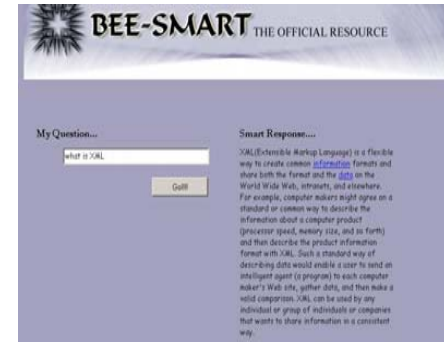 BEE-SMART THE OFFICIAL RESOURCE
My Question...
what is XML
Go!!!
Smart Response....
XML(Extensible Markup Language) is a flexible
way to create common information formats and
share both the format and the data on the
World Wide Web, intranets, and elsewhere.
For example, computer makers might agree on a
standard or common way to describe the
information about a computer product
(processor speed, memory size, and so forth)
and then describe the product information
format with XML. Such a standard way of
describing data would enable a user to send an
intelligent agent (a program) to each computer
maker's Web site, gather data, and then make a
valid comparison. XML can be used by any
individual or group of individuals or companies
that wants to share information in a consistent
way.